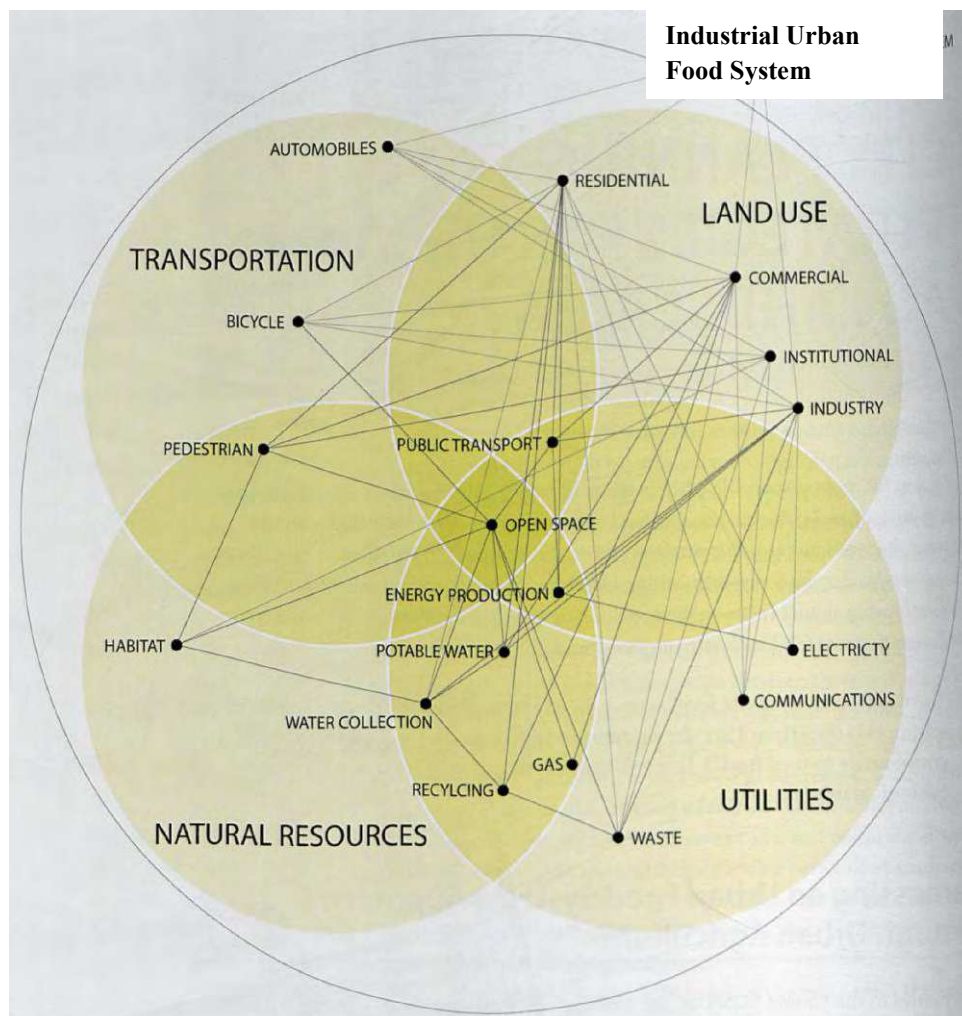 Industrial Urban
Food System
AUTOMOBILES
RESIDENTIAL
LAND USE
TRANSPORTATION
COMMERCIAL
BICYCLE
INSTITUTIONAL
INDUSTRY
PEDESTRIAN
PUBLIC TRANSPORT
OPEN SPACE
ENERGY PRODUCTION
HABITAT
POTABLE WATER
ELECTRICTY
COMMUNICATIONS
WATER COLLECTION
GAS
RECYLCING
UTILITIES
NATURAL RESOURCES
WASTE